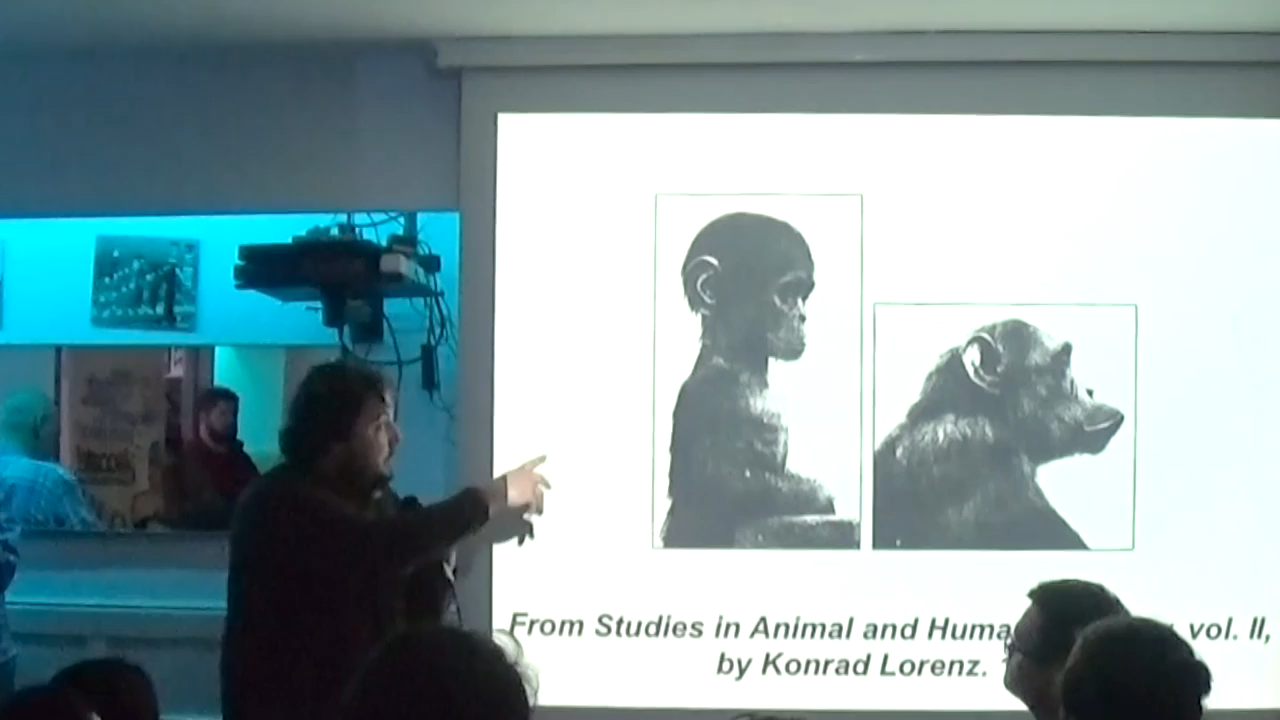 From Studies in Animal and Huma vol. II,
by Konrad Lorenz.